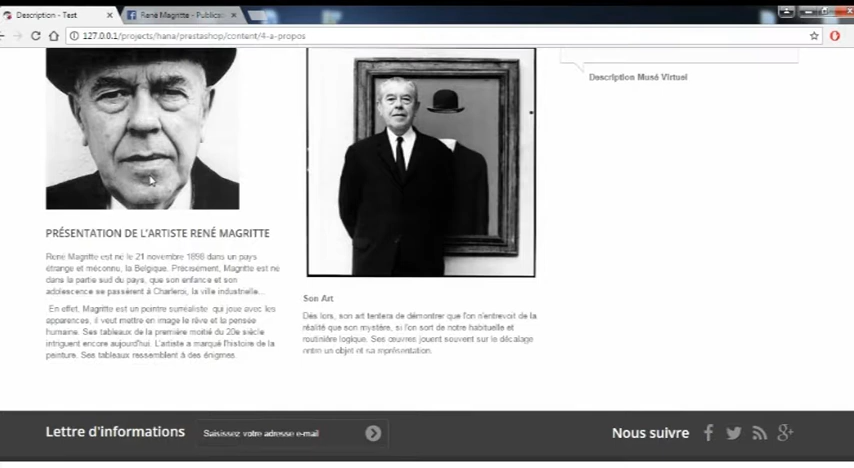 Description - Test
René Magritte - Publicsc
127.0.0.1/projects/hana/prestashop/content/4-a-propos
Description Musé Virtuel
PRÉSENTATION DE L'ARTISTE RENÉ MAGRITTE
René Magritte est né le 21 novembre 1898 dans un pays
étrange et méconnu, la Belgique. Précisément, Magritte est né
dans la partie sud du pays, que son enfance et son
adolescence se passèrent à Charleroi, la ville industrielle...
En effet, Magritte est un peintre surréaliste qui joue avec les
apparences, il veut mettre en image le rêve et la pensée
humaine. Ses tableaux de la première moitié du 20e siècle
intriguent encore aujourd'hui. L'artiste a marqué l'histoire de la
peinture. Ses tableaux ressemblent à des énigmes.
Son Art
Dès lors, son art tentera de démontrer que l'on n'entrevoit de la
réalité que son mystère, si l'on sort de notre habituelle et
routinière logique. Ses œuvres jouent souvent sur le décalage
entre un objet et sa représentation.
Lettre d'informations
Saisissez votre adresse e-mail
Nous suivre